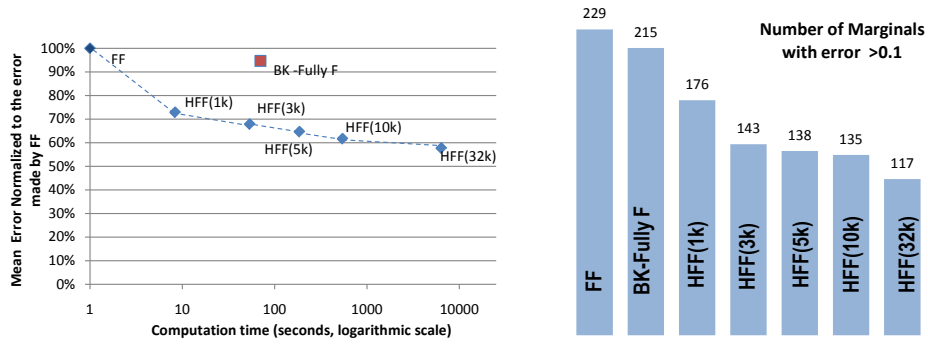 Mean Error Normalized to the error
made by FF
100%
90%
80%
70%
60%
50%
40%
30%
20%
10%
0%
FF
BK -Fully F
HFF(1k)
HFF(3k)
HFF(5k)
HFF(10k)
HFF(32k)
1
10
100
1000
10000
Computation time (seconds, logarithmic scale)
Number of Marginals
with error >0.1
229
215
176
143
138
135
117
FF
BK-Fully F
HFF(1k)
HFF(3k)
HFF(5k)
HFF(10k)
HFF(32k)